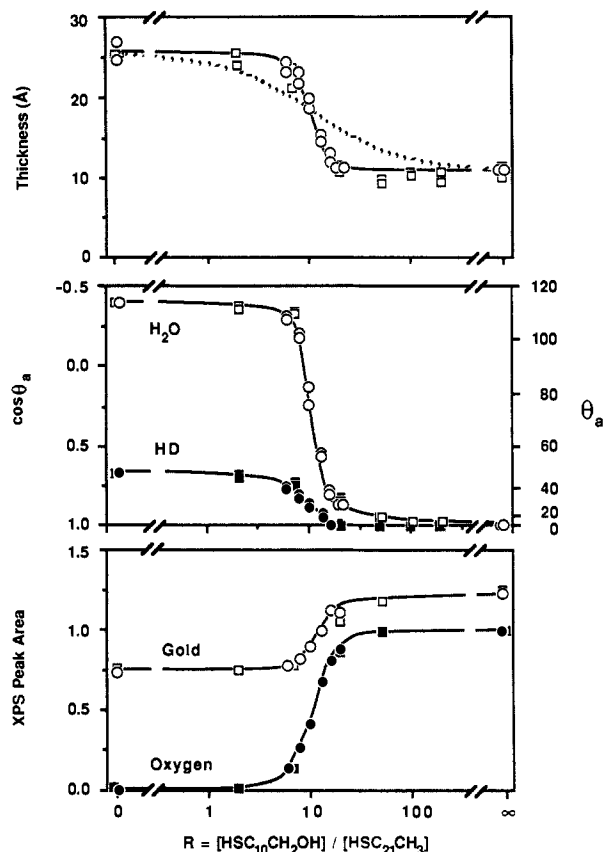 30
20
10
0
Thickness (Å)
-0.5
0.0
0.5
1.0
cosθa
H2O
HD
120
100
80
60
40
20
0
θa
1.5
1.0
0.5
0.0
XPS Peak Area
Gold
Oxygen
0 1 10 100 ∞
R = [HSC10CH2OH] / [HSC21CH3]